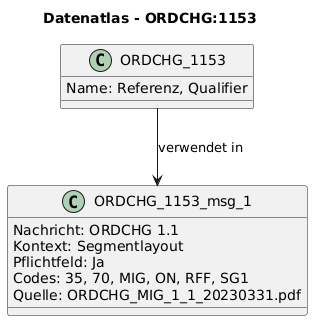 Datenatlas - ORDCHG:1153
C ORDCHG_1153
Name: Referenz, Qualifier
verwendet in
C ORDCHG_1153_msg_1
Nachricht: ORDCHG 1.1
Kontext: Segmentlayout
Pflichtfeld: Ja
Codes: 35, 70, MIG, ON, RFF, SG1
Quelle: ORDCHG_MIG_1_1_20230331.pdf